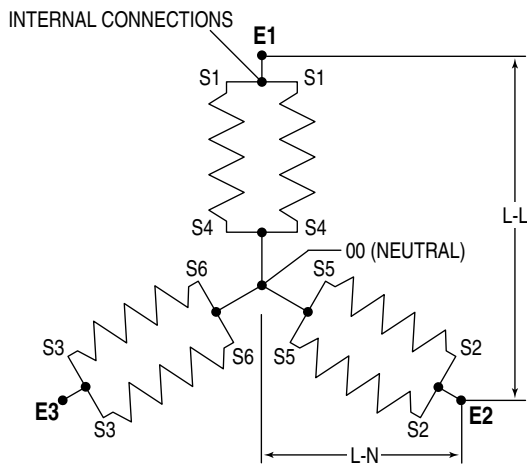 INTERNAL CONNECTIONS
E1
S1 S1
S4 S4
L-L
00 (NEUTRAL)
S6 S5
S3 S6 S5 S2
E3 S3 S2 E2
L-N